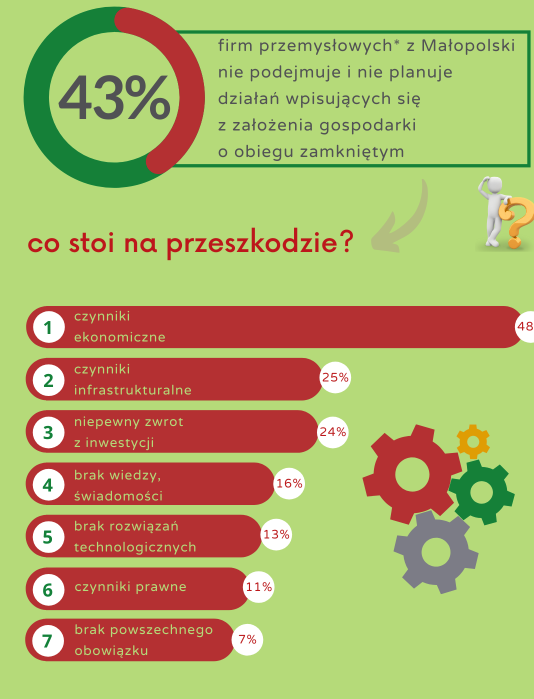 43%
firm przemysłowych* z Małopolski
nie podejmuje i nie planuje
działań wpisujących się
z założenia gospodarki
o obiegu zamkniętym
co stoi na przeszkodzie?
1
czynniki
ekonomiczne
48
2
czynniki
infrastrukturalne
25%
3
niepewny zwrot
z inwestycji
24%
4
brak wiedzy,
świadomości
16%
5
brak rozwiązań
technologicznych
13%
6
czynniki prawne
11%
7
brak powszechnego
obowiązku
7%